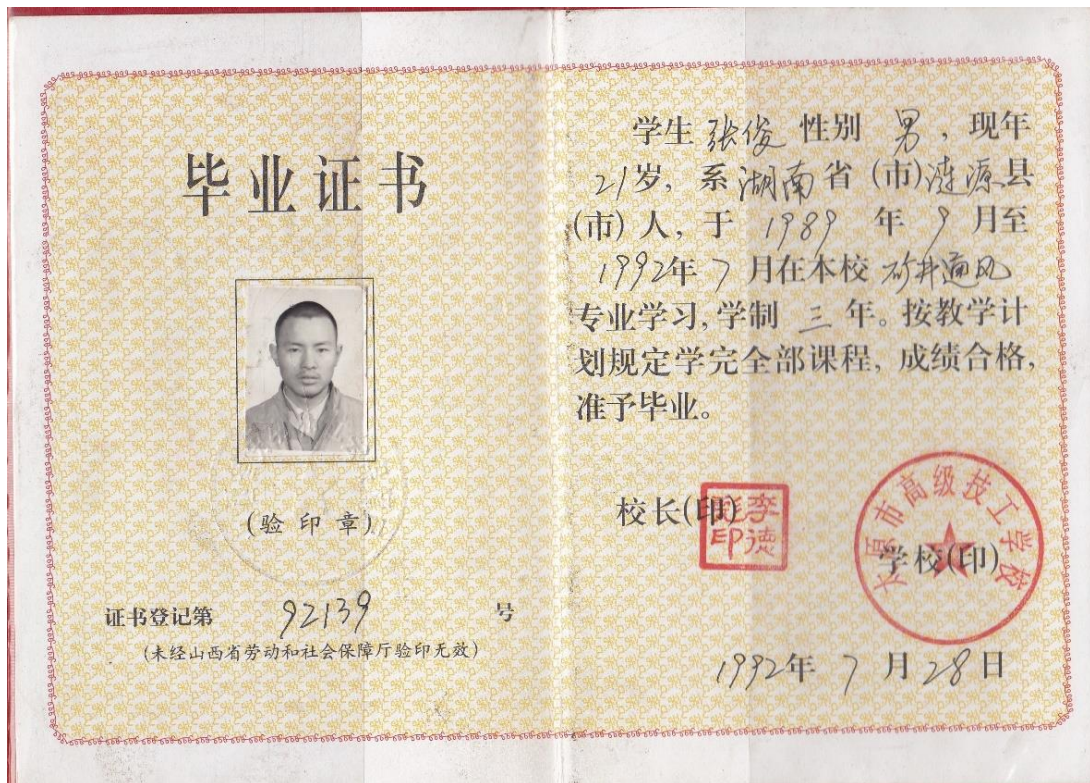 毕业证书
(验印章)
证书登记第 92139 号
(未经山西省劳动和社会保障厅验印无效)
学生 张俊 性别 男，现年
21岁，系 湖南 省 (市) 涟源 县
(市) 人，于 1989 年 9 月至
1992年 7 月在本校 矿井通风
专业学习，学制 三 年。按教学计
划规定学完全部课程，成绩合格，
准予毕业。
校长(印)
李德
印
太原市高级技工学校
学校(印)
1992年 7 月 28 日